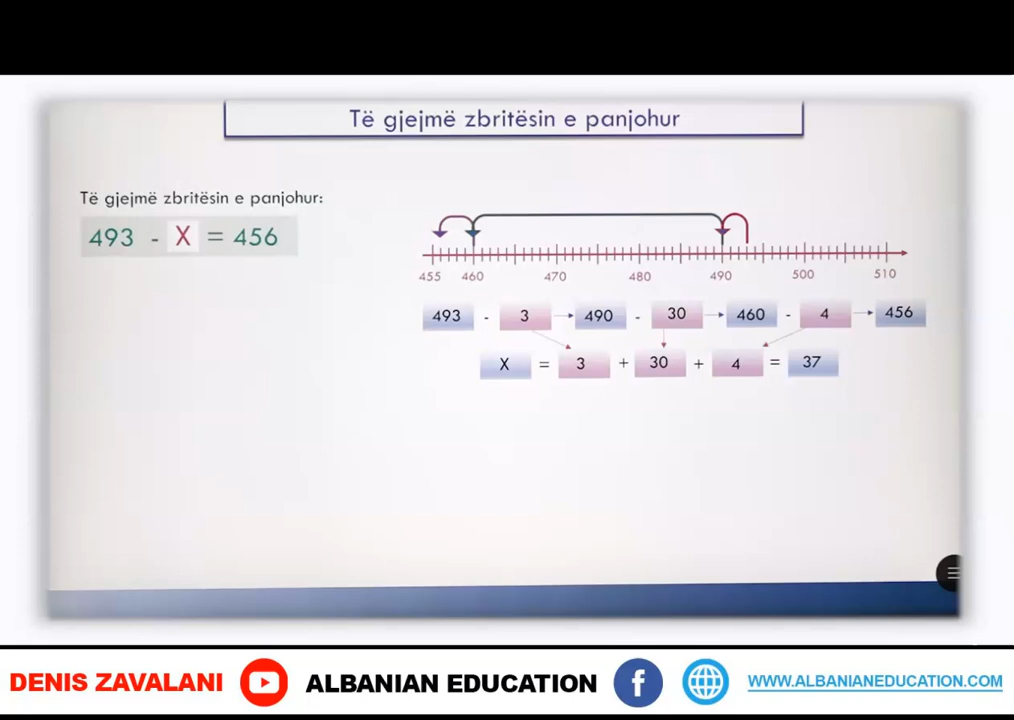 Të gjejmë zbritësin e panjohur
Të gjejmë zbritësin e panjohur:
493 - X = 456
455 460 470 480 490 500 510
493 - 3 490 - 30 460 - 4 456
X = 3 + 30 + 4 = 37
DENIS ZAVALANI ALBANIAN EDUCATION f WWW.ALBANIANEDUCATION.COM